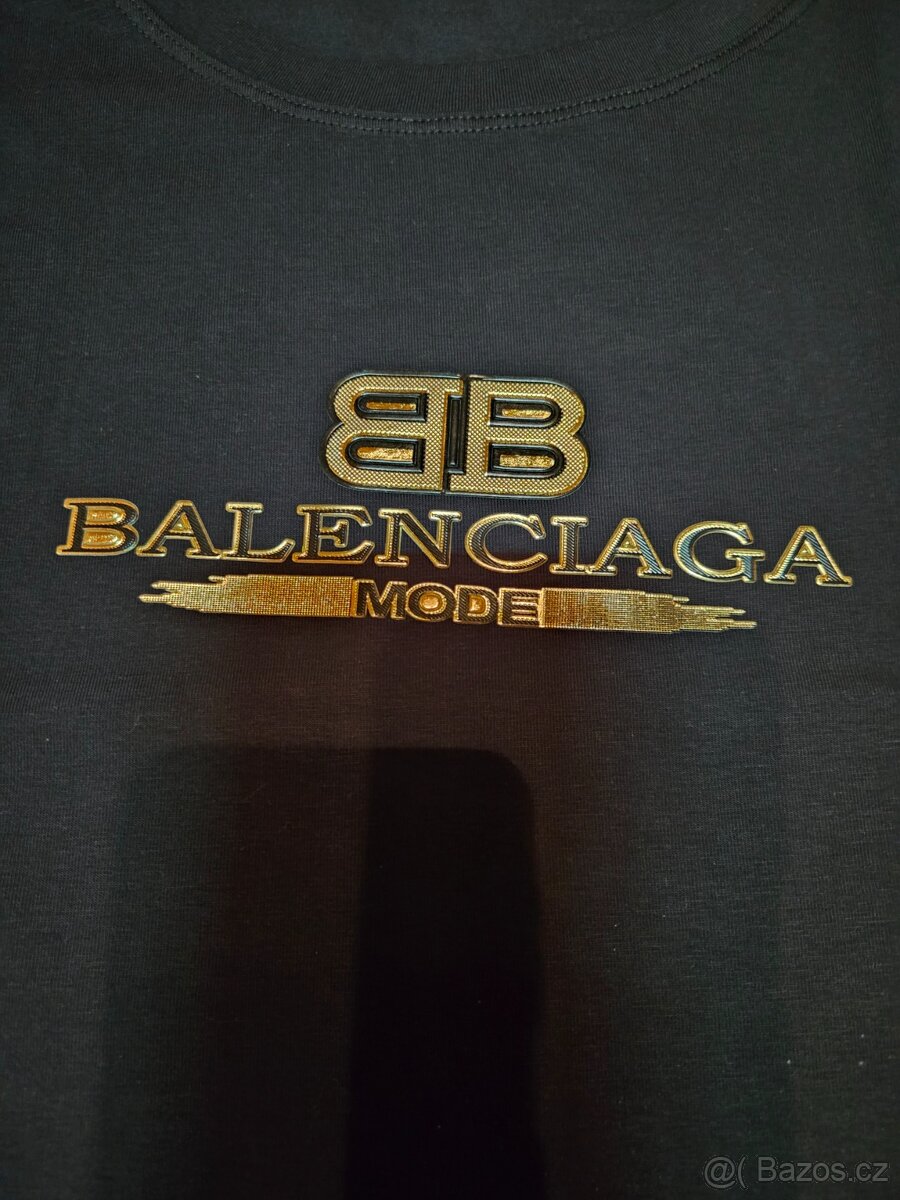 BB
BALENCIAGA
MODE
@( Bazos.cz